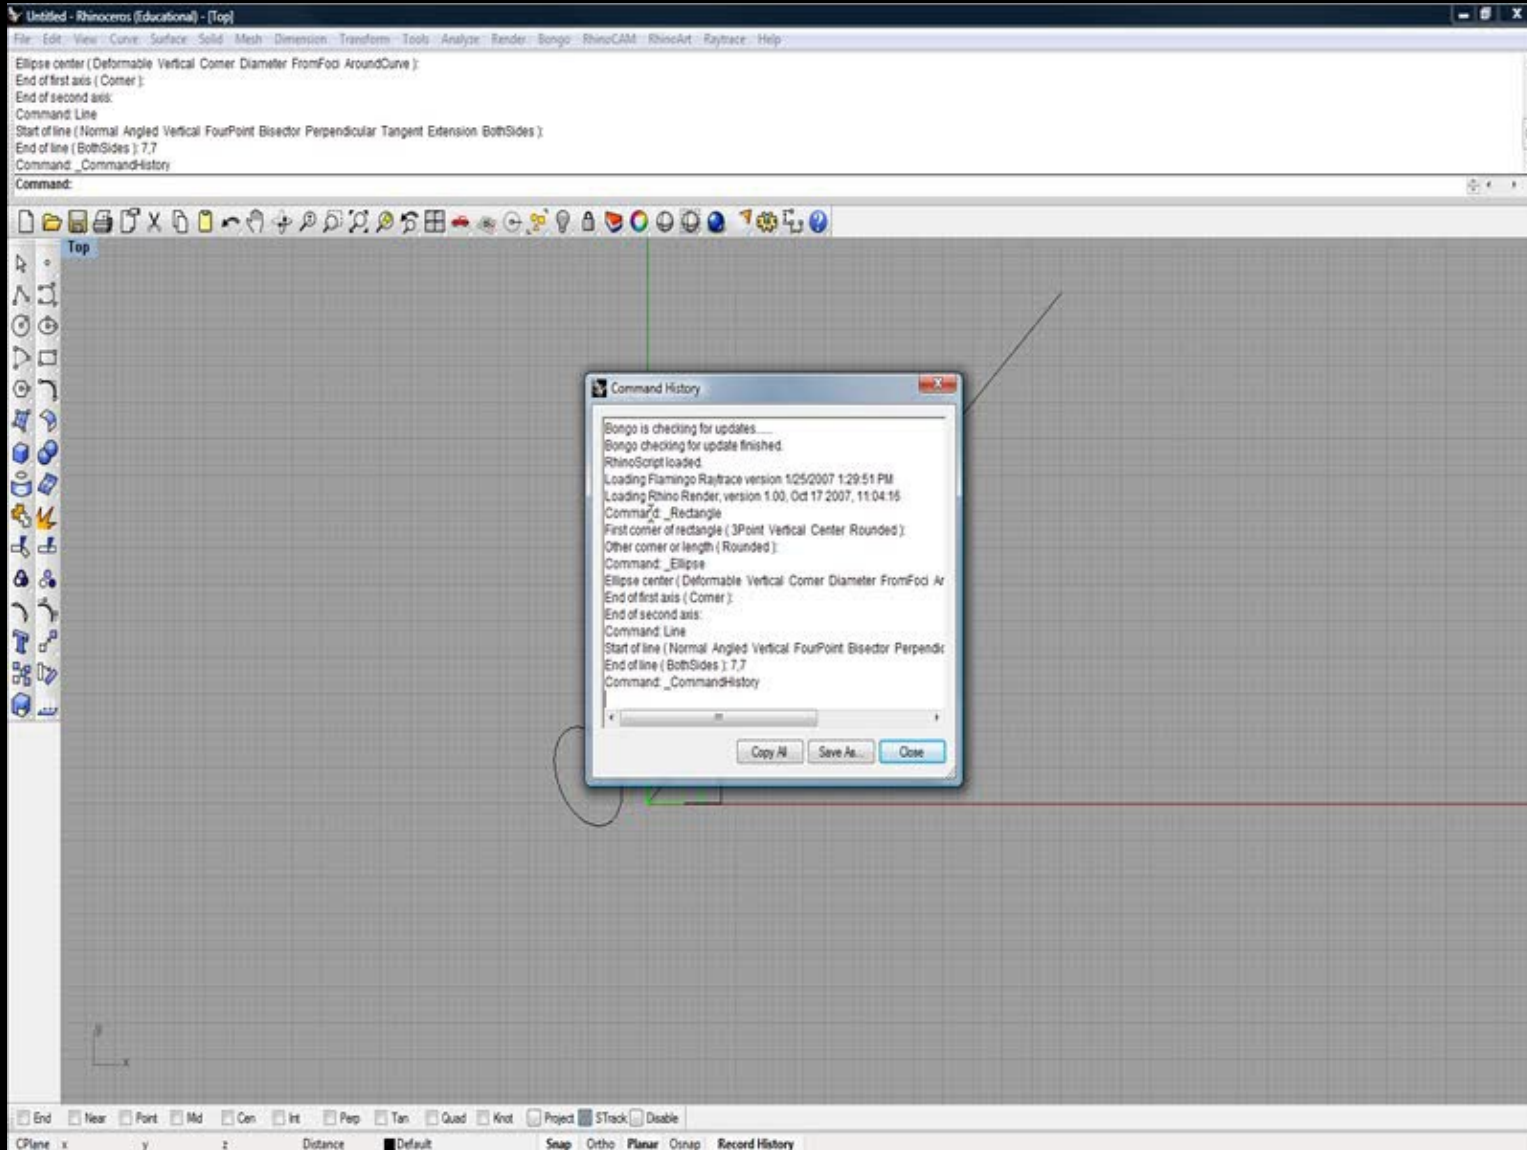 Untitled - Rhinoceros (Educational) - [Top]
File Edit View Curve Surface Solid Mesh Dimension Transform Tools Analyze Render Bongo RhinoCAM RhinoArt Raytrace Help
Ellipse center ( Deformable Vertical Corner Diameter FromFoci AroundCurve ):
End of first axis ( Corner ):
End of second axis:
Command: Line
Start of line ( Normal Angled Vertical FourPoint Bisector Perpendicular Tangent Extension BothSides ):
End of line ( BothSides ): 7,7
Command: _CommandHistory
Command:
Top
Command History
Bongo is checking for updates......
Bongo checking for update finished.
RhinoScript loaded.
Loading Flamingo Raytrace version 1/25/2007 1:29:51 PM
Loading Rhino Render, version 1.00, Oct 17 2007, 11:04:16
Command: _Rectangle
First corner of rectangle ( 3Point Vertical Center Rounded ):
Other corner or length ( Rounded ):
Command: _Ellipse
Ellipse center ( Deformable Vertical Corner Diameter FromFoci Ar
End of first axis ( Corner ):
End of second axis:
Command: Line
Start of line ( Normal Angled Vertical FourPoint Bisector Perpendic
End of line ( BothSides ): 7,7
Command: _CommandHistory
Copy All Save As... Close
y
x
End Near Point Mid Cen Int Perp Tan Quad Knot Project STrack Disable
CPlane x y z Distance Default Snap Ortho Planar Osnap Record History